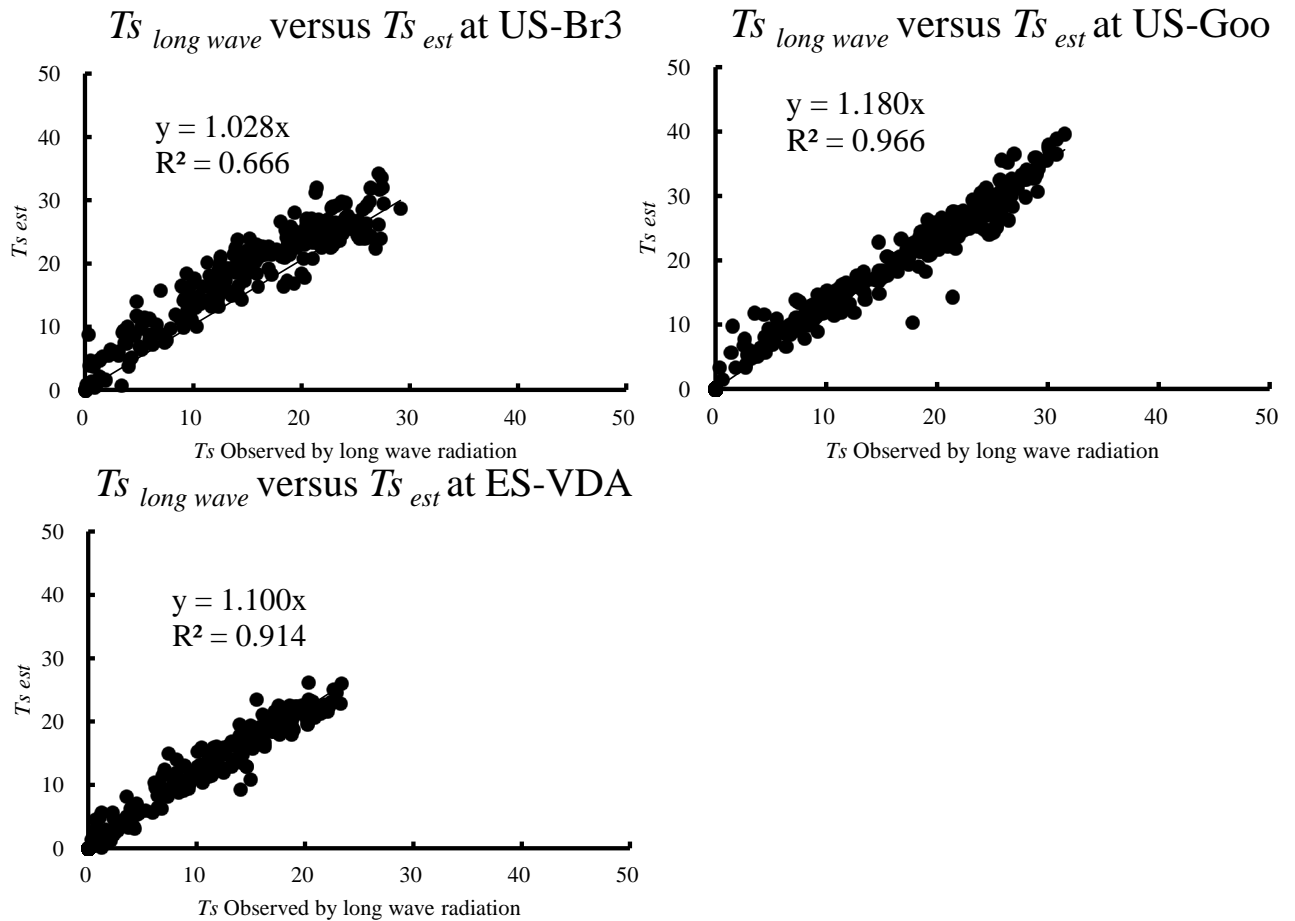 Ts long wave versus Ts est at US-Br3
50
40
30
20
10
0
y = 1.028x
R² = 0.666
Ts est
0 10 20 30 40 50
Ts Observed by long wave radiation
Ts long wave versus Ts est at US-Goo
50
40
30
20
10
0
y = 1.180x
R² = 0.966
Ts est
0 10 20 30 40 50
Ts Observed by long wave radiation
Ts long wave versus Ts est at ES-VDA
50
40
30
20
10
0
y = 1.100x
R² = 0.914
Ts est
0 10 20 30 40 50
Ts Observed by long wave radiation